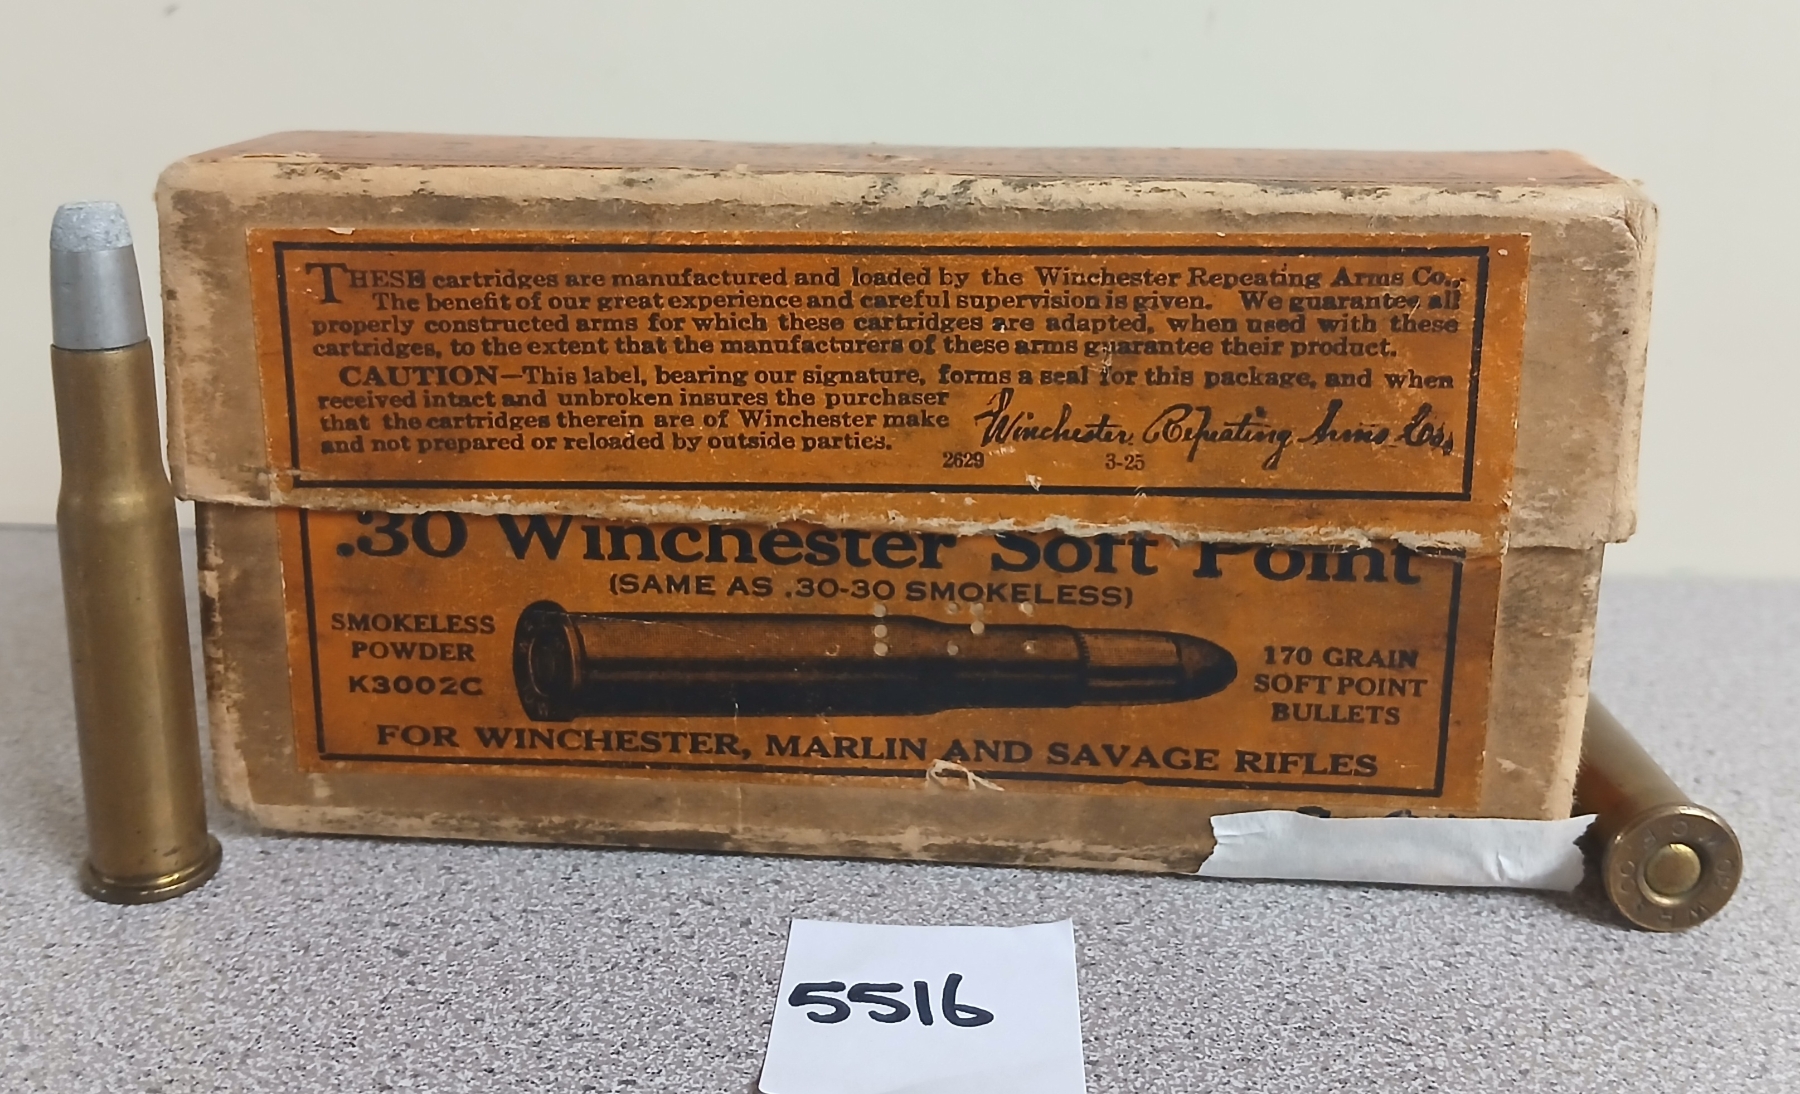 THESE cartridges are manufactured and loaded by the Winchester Repeating Arms Co.,
The benefit of our great experience and careful supervision is given. We guarantee all
properly constructed arms for which these cartridges are adapted, when used with these
cartridges, to the extent that the manufacturers of these arms guarantee their product.
CAUTION—This label, bearing our signature, forms a seal for this package, and when
received intact and unbroken insures the purchaser
that the cartridges therein are of Winchester make
and not prepared or reloaded by outside parties.
Winchester Repeating Arms Co.,
2629 3-25
.30 Winchester Soft Point
(SAME AS .30-30 SMOKELESS)
SMOKELESS
POWDER
K3002C
170 GRAIN
SOFT POINT
BULLETS
FOR WINCHESTER, MARLIN AND SAVAGE RIFLES
5516